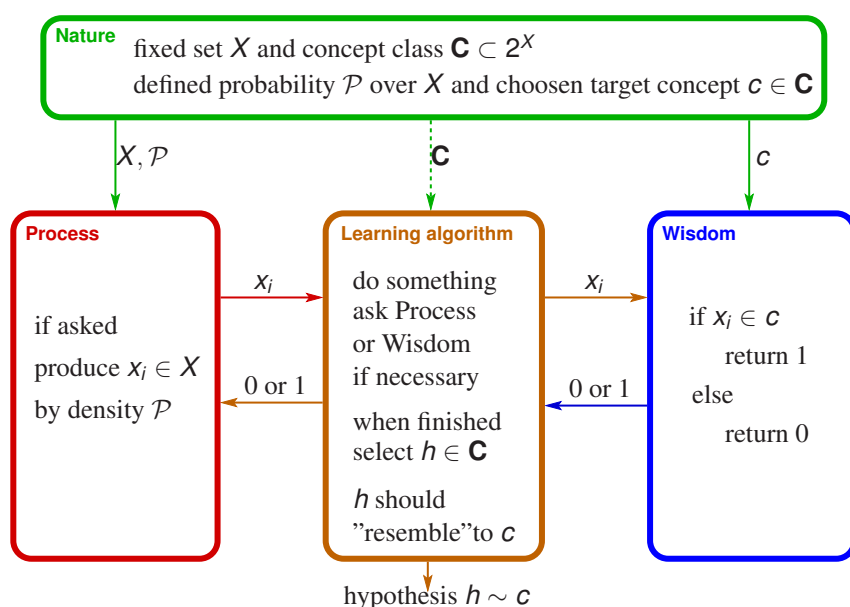 Nature
fixed set X and concept class C ⊂ 2^X
defined probability 𝒫 over X and choosen target concept c ∈ C
X, 𝒫
C
c
Process
if asked
produce x_i ∈ X
by density 𝒫
x_i
0 or 1
Learning algorithm
do something
ask Process
or Wisdom
if necessary
when finished
select h ∈ C
h should
”resemble”to c
x_i
0 or 1
Wisdom
if x_i ∈ c
return 1
else
return 0
hypothesis h ∼ c